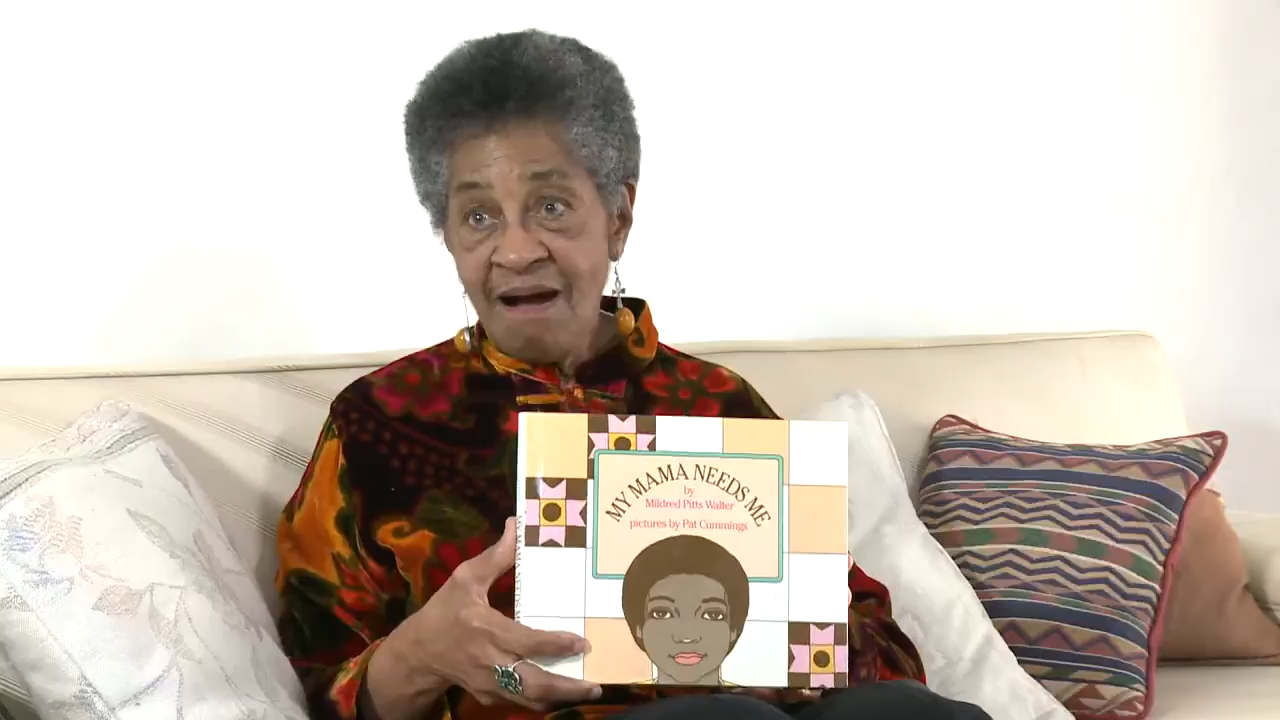 MY MAMA NEEDS ME
by
Mildred Pitts Walter
pictures by Pat Cummings